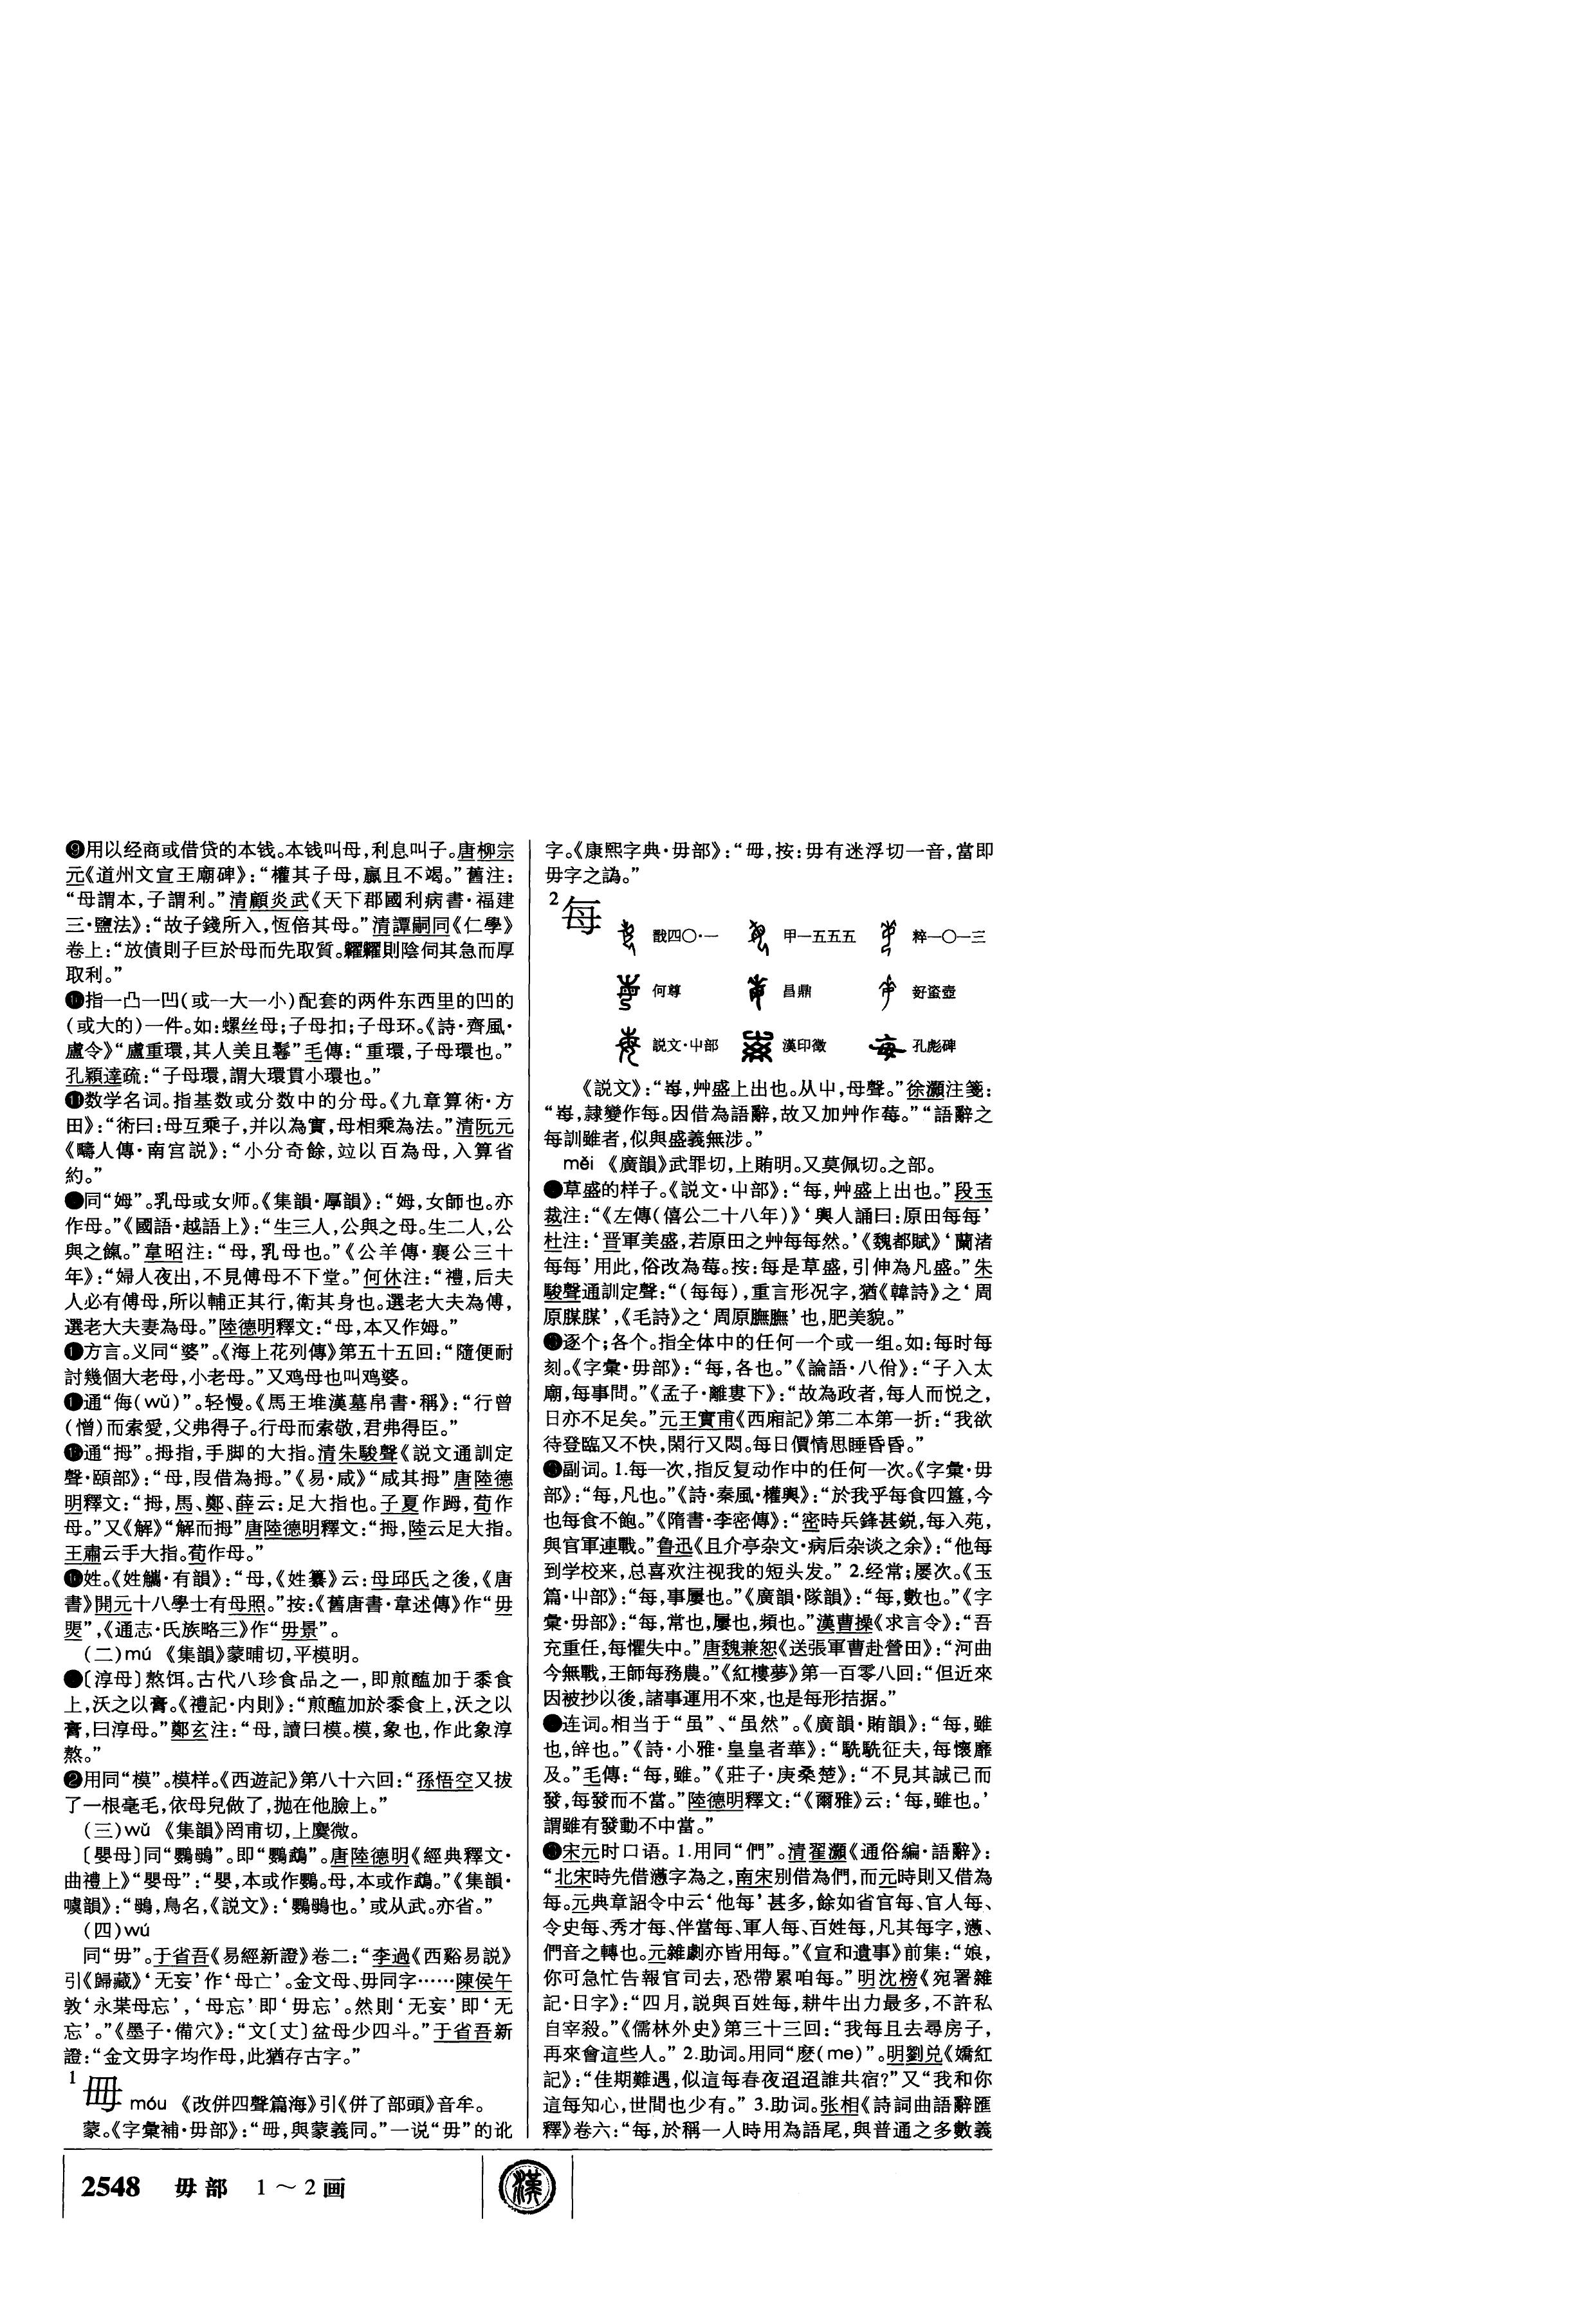 ❾用以经商或借贷的本钱。本钱叫母,利息叫子。唐柳宗
元《道州文宣王廟碑》:“權其子母,贏且不竭。”舊注:
“母謂本,子謂利。”清顧炎武《天下郡國利病書·福建
三·鹽法》:“故子錢所入,恆倍其母。”清譚嗣同《仁學》
卷上:“放債則子巨於母而先取質。糶糴則陰伺其急而厚
取利。”
❿指一凸一凹(或一大一小)配套的两件东西里的凹的
(或大的)一件。如:螺丝母;子母扣;子母环。《詩·齊風·
盧令》“盧重環,其人美且鬈”毛傳:“重環,子母環也。”
孔穎達疏:“子母環,謂大環貫小環也。”
⓫数学名词。指基数或分数中的分母。《九章算術·方
田》:“術曰:母互乘子,并以為實,母相乘為法。”清阮元
《疇人傳·南宫説》:“小分奇餘,竝以百為母,入算省
約。”
●同“姆”。乳母或女师。《集韻·厚韻》:“姆,女師也。亦
作母。”《國語·越語上》:“生三人,公與之母。生二人,公
與之餼。”韋昭注:“母,乳母也。”《公羊傳·襄公三十
年》:“婦人夜出,不見傅母不下堂。”何休注:“禮,后夫
人必有傅母,所以輔正其行,衛其身也。選老大夫為傅,
選老大夫妻為母。”陸德明釋文:“母,本又作姆。”
●方言。义同“婆”。《海上花列傳》第五十五回:“隨便耐
討幾個大老母,小老母。”又鸡母也叫鸡婆。
●通“侮(wǔ)”。轻慢。《馬王堆漢墓帛書·稱》:“行曾
(憎)而索愛,父弗得子。行母而索敬,君弗得臣。”
●通“拇”。拇指,手脚的大指。清朱駿聲《説文通訓定
聲·頤部》:“母,叚借為拇。”《易·咸》“咸其拇”唐陸德
明釋文:“拇,馬、鄭、薛云:足大指也。子夏作䟚,荀作
母。”又《解》“解而拇”唐陸德明釋文:“拇,陸云足大指。
王肅云手大指。荀作母。”
●姓。《姓觿·有韻》:“母,《姓纂》云:母邱氏之後,《唐
書》開元十八學士有母照。”按:《舊唐書·韋述傳》作“毋
煚”,《通志·氏族略三》作“毋景”。
(二)mú 《集韻》蒙晡切,平模明。
●〔淳母〕熬饵。古代八珍食品之一,即煎醢加于黍食
上,沃之以膏。《禮記·内則》:“煎醢加於黍食上,沃之以
膏,曰淳母。”鄭玄注:“母,讀曰模。模,象也,作此象淳
熬。”
❷用同“模”。模样。《西遊記》第八十六回:“孫悟空又拔
了一根毫毛,依母兒做了,抛在他臉上。”
(三)wǔ 《集韻》罔甫切,上麌微。
〔嬰母〕同“鸚鴞”。即“鸚鵡”。唐陸德明《經典釋文·
曲禮上》“嬰母”:“嬰,本或作鸚。母,本或作鵡。”《集韻·
噳韻》:“䳇,鳥名,《説文》:‘鸚䳇也。’或从武。亦省。”
(四)wú
同“毋”。于省吾《易經新證》卷二:“李過《西谿易説》
引《歸藏》‘无妄’作‘母亡’。金文母、毋同字……陳侯午
敦‘永枼母忘’,‘母忘’即‘毋忘’。然則‘无妄’即‘无
忘’。”《墨子·備穴》:“文〔丈〕盆母少四斗。”于省吾新
證:“金文毋字均作母,此猶存古字。”
1 毌 móu 《改併四聲篇海》引《併了部頭》音牟。
蒙。《字彙補·毋部》:“毌,與蒙義同。”一说“毋”的讹
字。《康熙字典·毋部》:“毌,按:毋有迷浮切一音,當即
毋字之譌。”
2 每
戩四〇·一 甲一五五五 粹一〇一三
何尊 曶鼎 𧊒壺
説文·屮部 漢印徵 孔彪碑
《説文》:“𡴕,艸盛上出也。从屮,母聲。”徐灝注箋:
“𡴕,隷變作每。因借為語辭,故又加艸作莓。”“語辭之
每訓雖者,似與盛義無涉。”
měi 《廣韻》武罪切,上賄明。又莫佩切。之部。
●草盛的样子。《説文·屮部》:“每,艸盛上出也。”段玉
裁注:“《左傳(僖公二十八年)》‘輿人誦曰:原田每每’
杜注:‘晋軍美盛,若原田之艸每每然。’《魏都賦》‘蘭渚
每每’用此,俗改為莓。按:每是草盛,引伸為凡盛。”朱
駿聲通訓定聲:“(每每),重言形况字,猶《韓詩》之‘周
原腜腜’,《毛詩》之‘周原膴膴’也,肥美貌。”
●逐个;各个。指全体中的任何一个或一组。如:每时每
刻。《字彙·毋部》:“每,各也。”《論語·八佾》:“子入太
廟,每事問。”《孟子·離婁下》:“故為政者,每人而悦之,
日亦不足矣。”元王實甫《西廂記》第二本第一折:“我欲
待登臨又不快,閑行又悶。每日價情思睡昏昏。”
●副词。1.每一次,指反复动作中的任何一次。《字彙·毋
部》:“每,凡也。”《詩·秦風·權輿》:“於我乎每食四簋,今
也每食不飽。”《隋書·李密傳》:“密時兵鋒甚鋭,每入苑,
與官軍連戰。”鲁迅《且介亭杂文·病后杂谈之余》:“他每
到学校来,总喜欢注视我的短头发。” 2.经常;屡次。《玉
篇·屮部》:“每,事屢也。”《廣韻·隊韻》:“每,數也。”《字
彙·毋部》:“每,常也,屢也,頻也。”漢曹操《求言令》:“吾
充重任,每懼失中。”唐魏兼恕《送張軍曹赴營田》:“河曲
今無戰,王師每務農。”《紅樓夢》第一百零八回:“但近來
因被抄以後,諸事運用不來,也是每形拮据。”
●连词。相当于“虽”、“虽然”。《廣韻·賄韻》:“每,雖
也,辤也。”《詩·小雅·皇皇者華》:“駪駪征夫,每懷靡
及。”毛傳:“每,雖。”《莊子·庚桑楚》:“不見其誠己而
發,每發而不當。”陸德明釋文:“《爾雅》云:‘每,雖也。’
謂雖有發動不中當。”
●宋元时口语。1.用同“們”。清翟灝《通俗編·語辭》:
“北宋時先借懣字為之,南宋别借為們,而元時則又借為
每。元典章詔令中云‘他每’甚多,餘如省官每、官人每、
令史每、秀才每、伴當每、軍人每、百姓每,凡其每字,懣、
們音之轉也。元雜劇亦皆用每。”《宣和遺事》前集:“娘,
你可急忙告報官司去,恐帶累咱每。”明沈榜《宛署雜
記·日字》:“四月,説與百姓每,耕牛出力最多,不許私
自宰殺。”《儒林外史》第三十三回:“我每且去尋房子,
再來會這些人。” 2.助词。用同“麽(me)”。明劉兑《嬌紅
記》:“佳期難遇,似這每春夜迢迢誰共宿?”又“我和你
這每知心,世間也少有。” 3.助词。张相《詩詞曲語辭匯
釋》卷六:“每,於稱一人時用為語尾,與普通之多數義
2548 毋部 1～2画
漢